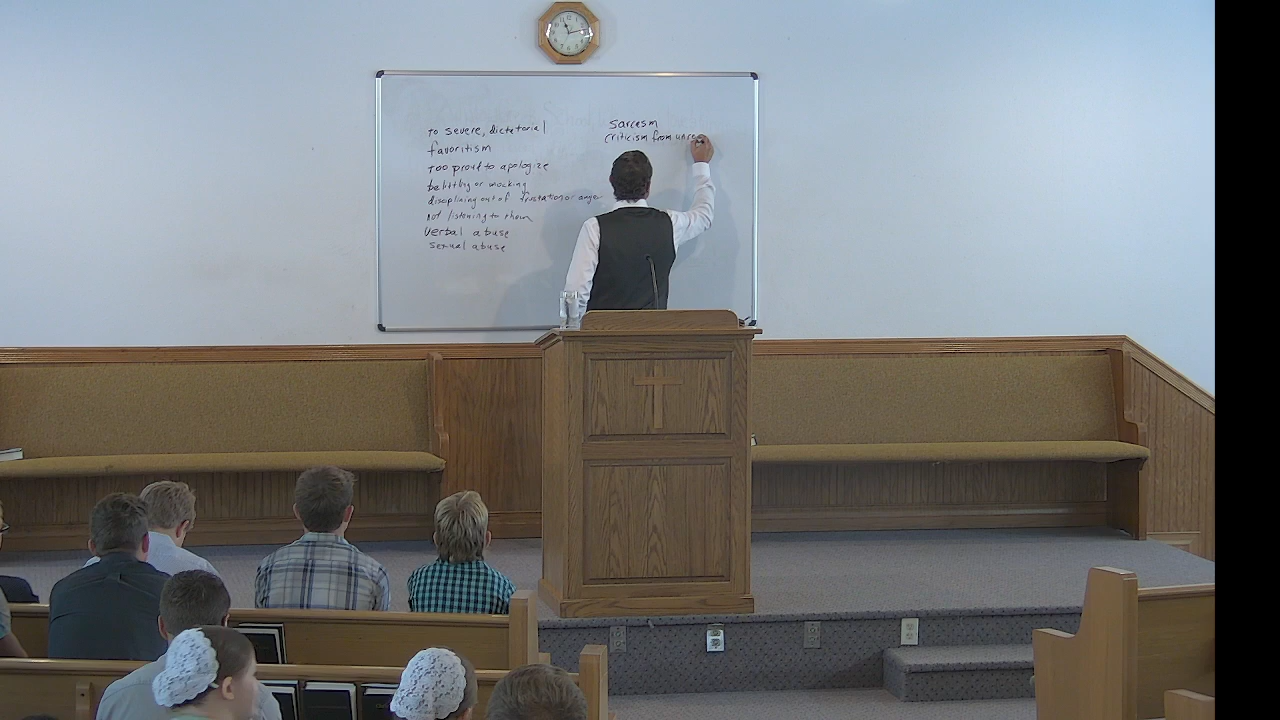 To severe, dictatorial
favoritism
Too proud to apologize
belittling or mocking
disciplining out of frustration or anger
not listening to them
verbal abuse
sexual abuse
Sarcasm
criticism from